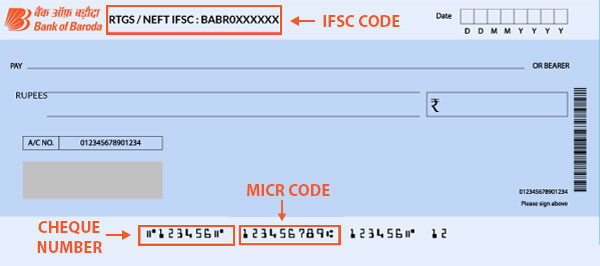 बैंक ऑफ़ बड़ौदा
Bank of Baroda
RTGS / NEFT IFSC : BABR0XXXXXX
IFSC CODE
Date
D D M M Y Y Y Y
PAY
OR BEARER
RUPEES
₹
A/C NO. 012345678901234
012345678901234
Please sign above
MICR CODE
CHEQUE NUMBER
⑈123456⑈ 123456789⑆ 123456⑈ 12